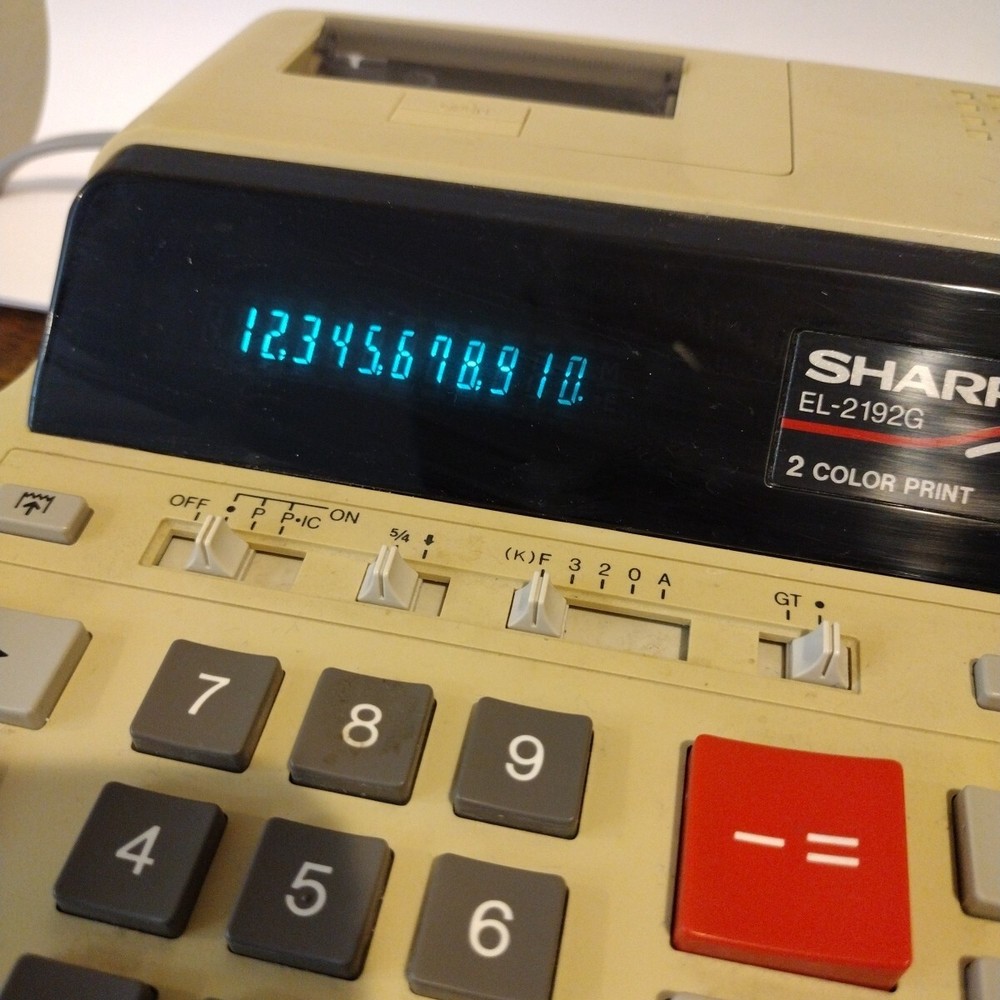 12.345.678.910.
SHARP
EL-2192G
2 COLOR PRINT
OFF • P P•IC ON
5/4
(K) F 3 2 0 A
GT •
7 8 9
4 5 6
− =